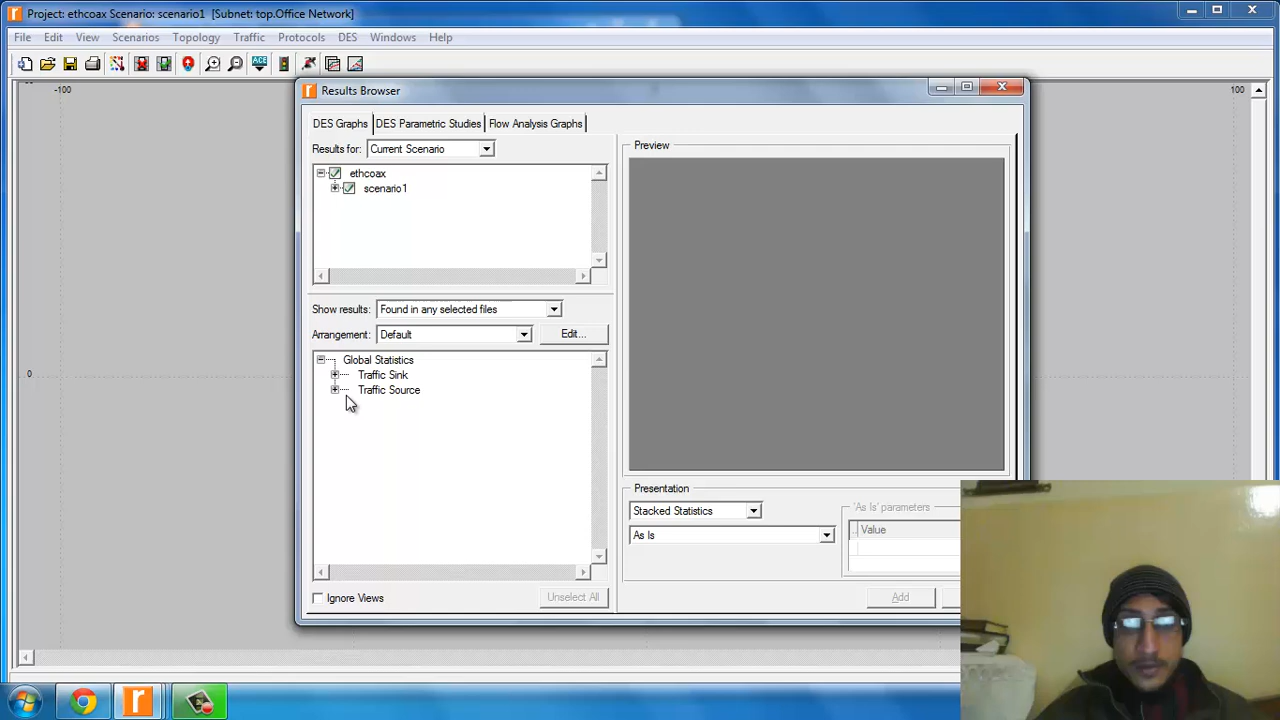 Project: ethcoax Scenario: scenario1 [Subnet: top.Office Network]
File Edit View Scenarios Topology Traffic Protocols DES Windows Help
ACE
-100
100
0
Results Browser
DES Graphs DES Parametric Studies Flow Analysis Graphs
Results for: Current Scenario
ethcoax
scenario1
Show results: Found in any selected files
Arrangement: Default Edit...
Global Statistics
Traffic Sink
Traffic Source
Ignore Views Unselect All
Preview
Presentation
Stacked Statistics
As Is
'As Is' parameters
Value
Add